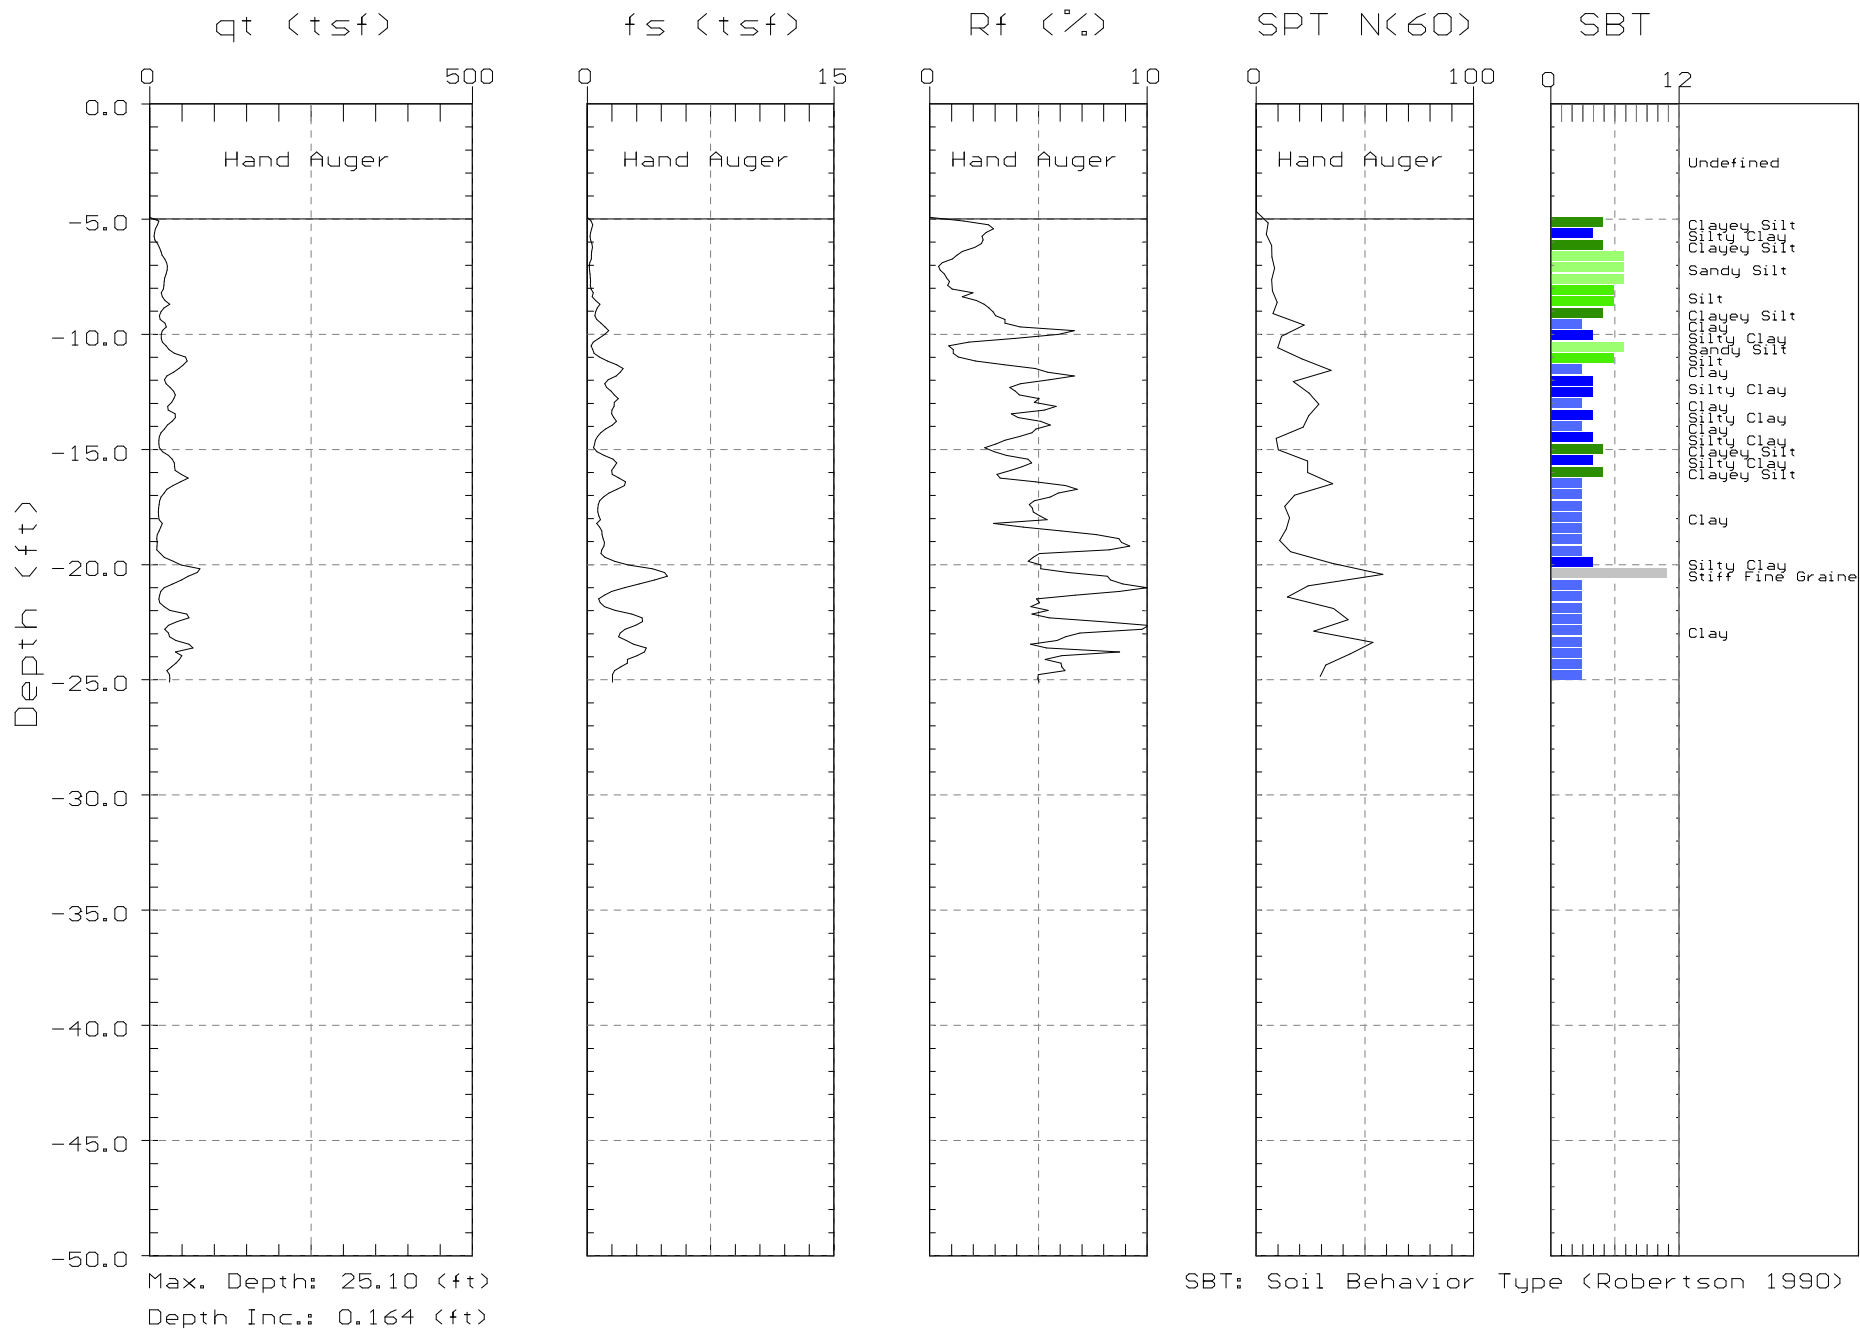 qt (tsf) fs (tsf) Rf (%) SPT N(60) SBT
0 500 0 15 0 10 0 100 0 12
0.0
Hand Auger Hand Auger Hand Auger Hand Auger Undefined
-5.0
Clayey Silt
Silty Clay
Clayey Silt
Sandy Silt
Silt
Clayey Silt
Clay
-10.0
Silty Clay
Sandy Silt
Silt
Clay
Silty Clay
Clay
Silty Clay
Clay
Silty Clay
-15.0
Clayey Silt
Silty Clay
Clayey Silt
Clay
-20.0
Silty Clay
Stiff Fine Graine
Clay
-25.0
Depth (ft)
-30.0
-35.0
-40.0
-45.0
-50.0
Max. Depth: 25.10 (ft)
Depth Inc.: 0.164 (ft)
SBT: Soil Behavior Type (Robertson 1990)